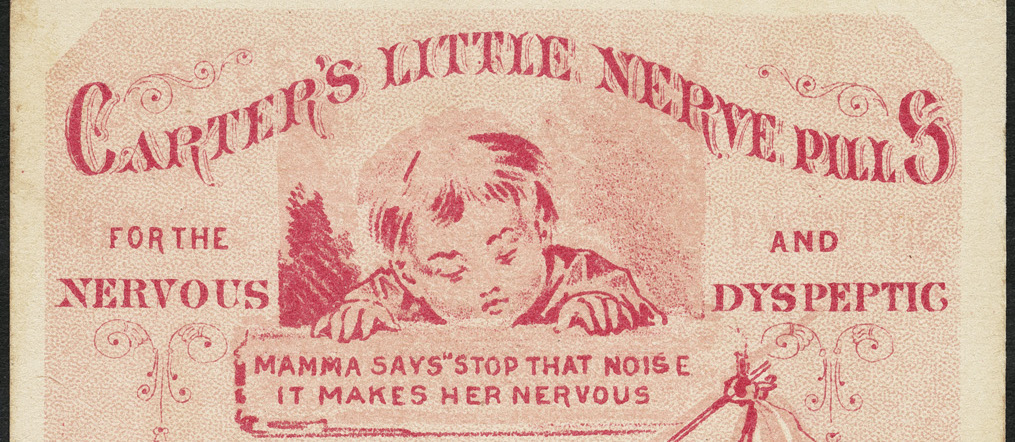 CARTER'S LITTLE NERVE PILLS
FOR THE
NERVOUS
AND
DYSPEPTIC
MAMMA SAYS "STOP THAT NOISE
IT MAKES HER NERVOUS